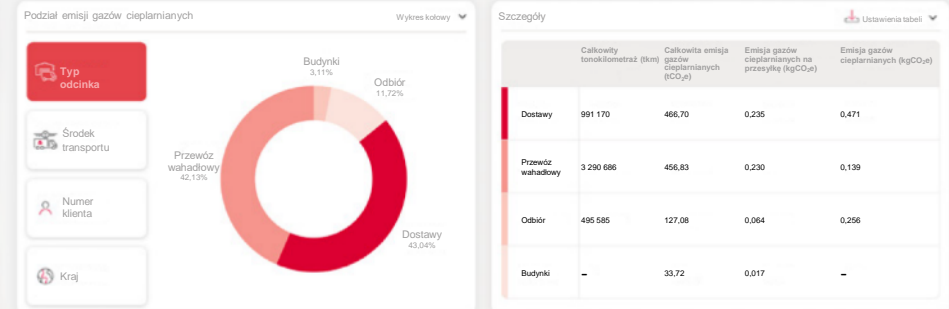 Podział emisji gazów cieplarnianych
Wykres kołowy
Typ
odcinka
Środek
transportu
Numer
klienta
Kraj
Budynki
3,11%
Odbiór
11,72%
Przewóz
wahadłowy
42,13%
Dostawy
43,04%
Szczegóły
Ustawienia tabeli
Całkowity
tonokilometraż (tkm)
Całkowita emisja
gazów
cieplarnianych
(tCO₂e)
Emisja gazów
cieplarnianych na
przesyłkę (kgCO₂e)
Emisja gazów
cieplarnianych (kgCO₂e)
Dostawy 991 170 466,70 0,235 0,471
Przewóz
wahadłowy 3 290 686 456,83 0,230 0,139
Odbiór 495 585 127,08 0,064 0,256
Budynki – 33,72 0,017 –